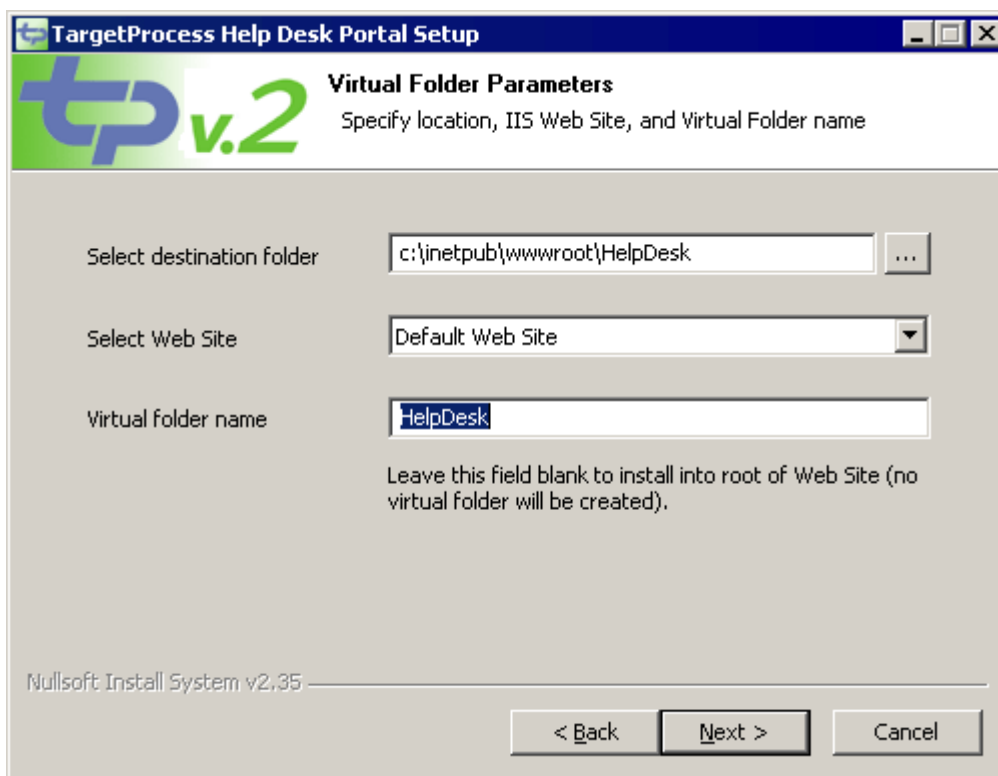 TargetProcess Help Desk Portal Setup
tp v.2
Virtual Folder Parameters
Specify location, IIS Web Site, and Virtual Folder name
Select destination folder
c:\inetpub\wwwroot\HelpDesk
...
Select Web Site
Default Web Site
Virtual folder name
HelpDesk
Leave this field blank to install into root of Web Site (no
virtual folder will be created).
Nullsoft Install System v2.35
< Back
Next >
Cancel